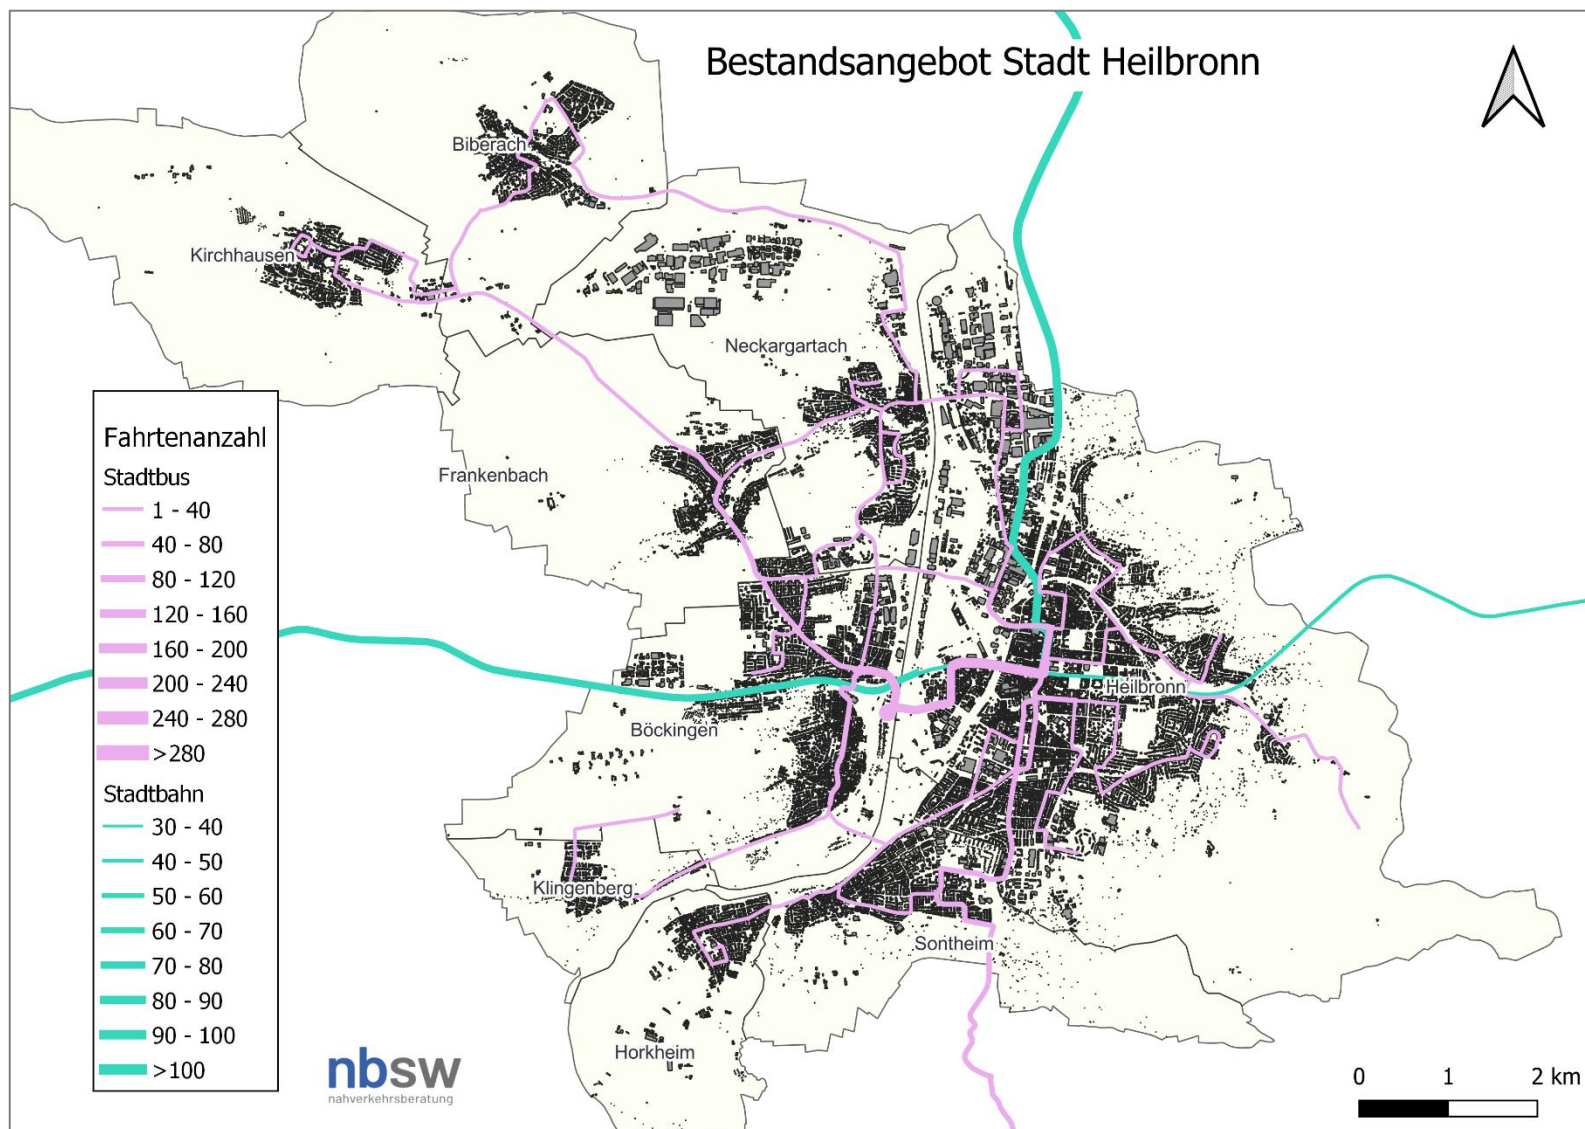 Bestandsangebot Stadt Heilbronn
Biberach
Kirchhausen
Neckargartach
Frankenbach
Heilbronn
Böckingen
Klingenberg
Sontheim
Horkheim
Fahrtenanzahl
Stadtbus
1 - 40
40 - 80
80 - 120
120 - 160
160 - 200
200 - 240
240 - 280
>280
Stadtbahn
30 - 40
40 - 50
50 - 60
60 - 70
70 - 80
80 - 90
90 - 100
>100
nbsw
nahverkehrsberatung
0 1 2 km